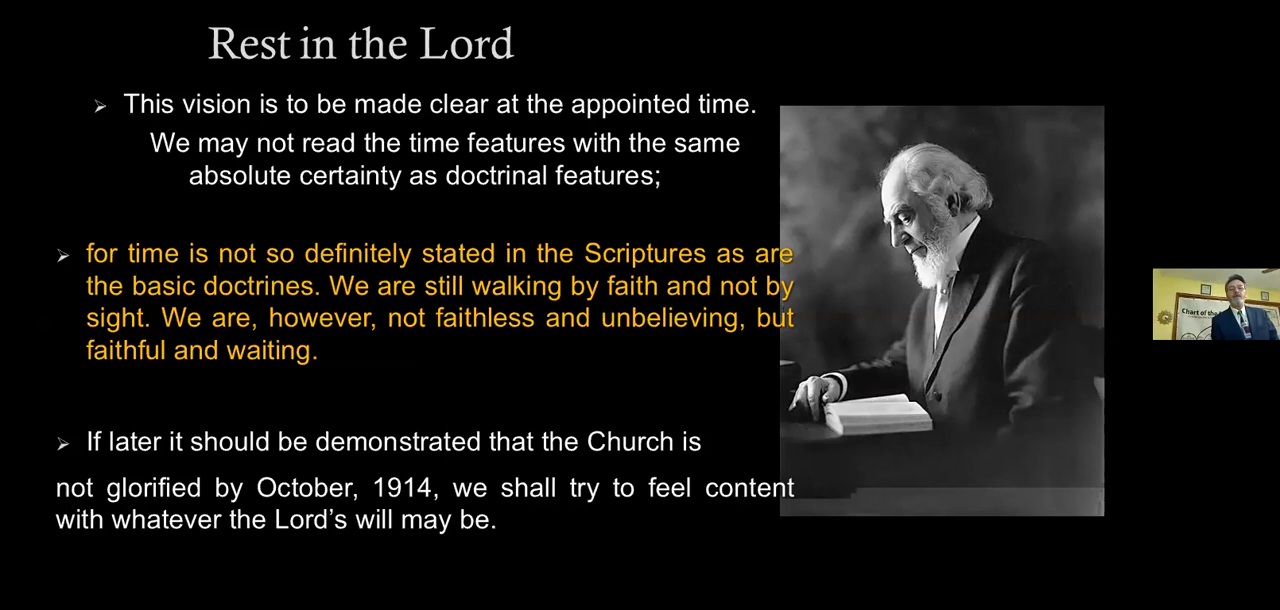 Rest in the Lord
➢ This vision is to be made clear at the appointed time.
We may not read the time features with the same
absolute certainty as doctrinal features;
➢ for time is not so definitely stated in the Scriptures as are
the basic doctrines. We are still walking by faith and not by
sight. We are, however, not faithless and unbelieving, but
faithful and waiting.
➢ If later it should be demonstrated that the Church is
not glorified by October, 1914, we shall try to feel content
with whatever the Lord’s will may be.
Chart of the